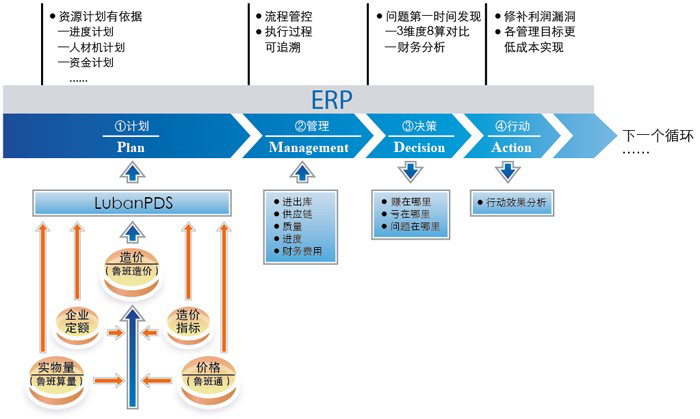 ● 资源计划有依据
—进度计划
—人材机计划
—资金计划
……
● 流程管控
● 执行过程
可追溯
● 问题第一时间发现
—3维度8算对比
—财务分析
● 修补利润漏洞
● 各管理目标更
低成本实现
ERP
①计划
Plan
②管理
Management
③决策
Decision
④行动
Action
下一个循环
……
LubanPDS
● 进出库
● 供应链
● 质量
● 进度
● 财务费用
● 赚在哪里
● 亏在哪里
● 问题在哪里
● 行动效果分析
造价
(鲁班造价)
企业
定额
造价
指标
实物量
(鲁班算量)
价格
(鲁班通)